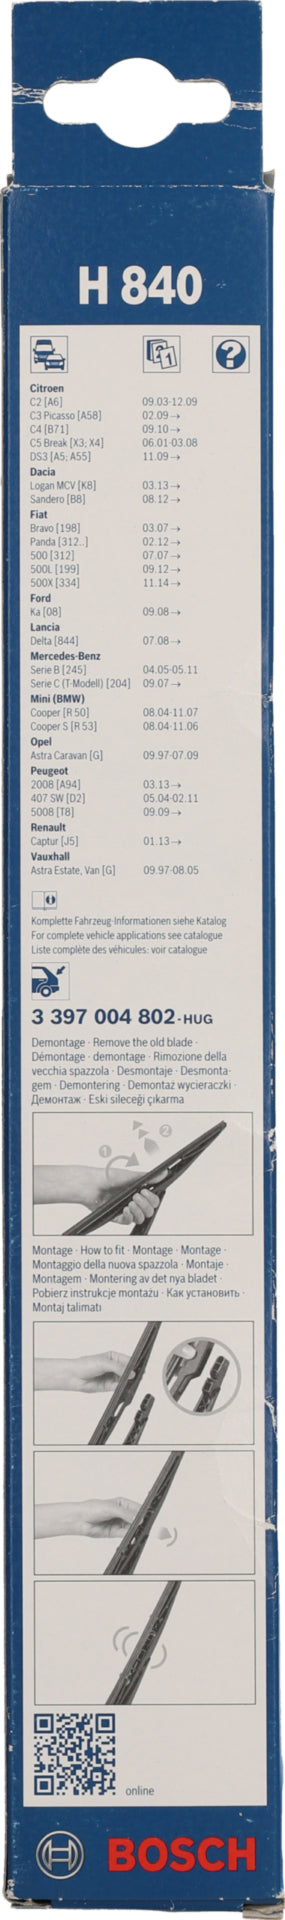 H 840
Citroen
C2 [A6] 09.03-12.09
C3 Picasso [A58] 02.09→
C4 [B71] 09.10→
C5 Break [X3; X4] 06.01-03.08
DS3 [A5; A55] 11.09→
Dacia
Logan MCV [K8] 03.13→
Sandero [B8] 08.12→
Fiat
Bravo [198] 03.07→
Panda [312..] 02.12→
500 [312] 07.07→
500L [199] 09.12→
500X [334] 11.14→
Ford
Ka [08] 09.08→
Lancia
Delta [844] 07.08→
Mercedes-Benz
Serie B [245] 04.05-05.11
Serie C (T-Modell) [204] 09.07→
Mini (BMW)
Cooper [R 50] 08.04-11.07
Cooper S [R 53] 08.04-11.06
Opel
Astra Caravan [G] 09.97-07.09
Peugeot
2008 [A94] 03.13→
407 SW [D2] 05.04-02.11
5008 [T8] 09.09→
Renault
Captur [J5] 01.13→
Vauxhall
Astra Estate, Van [G] 09.97-08.05
Komplette Fahrzeug-Informationen siehe Katalog
For complete vehicle applications see catalogue
Liste complète des véhicules: voir catalogue
3 397 004 802-HUG
Demontage · Remove the old blade ·
Démontage · demontage · Rimozione della
vecchia spazzola · Desmontaje · Desmonta-
gem · Demontering · Demontaż wycieraczki ·
Демонтаж · Eski sileceği çıkarma
1 2
Montage · How to fit · Montage · Montage ·
Montaggio della nuova spazzola · Montaje ·
Montagem · Montering av det nya bladet ·
Pobierz instrukcje montażu · Как установить ·
Montaj talimatı
online
BOSCH